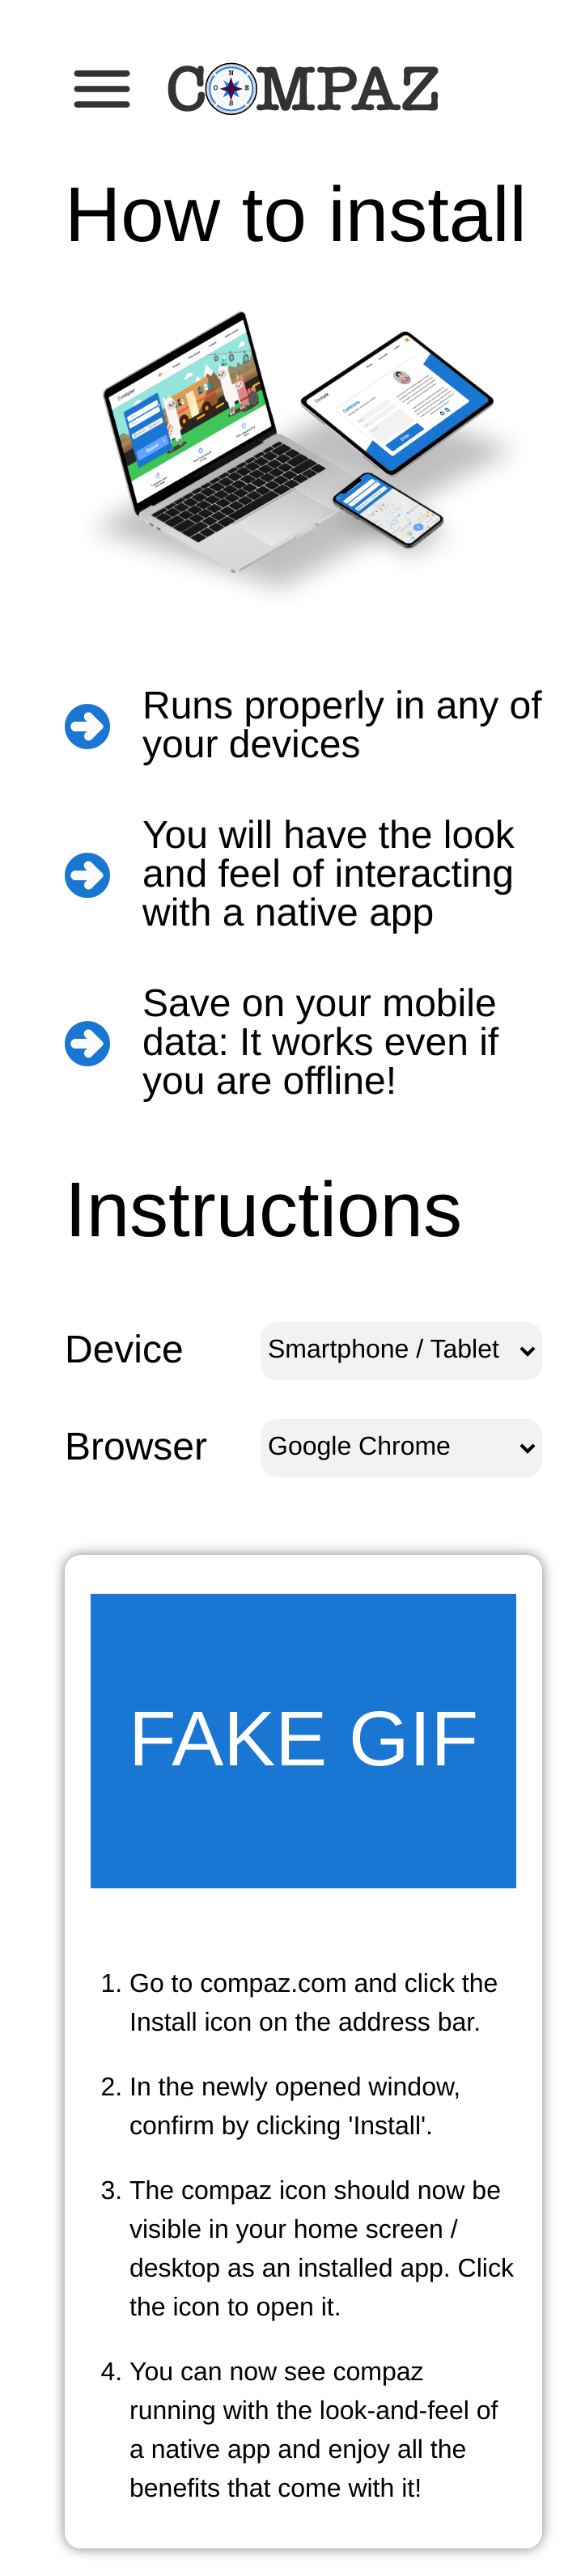 COMPAZ
How to install
Runs properly in any of
your devices
You will have the look
and feel of interacting
with a native app
Save on your mobile
data: It works even if
you are offline!
Instructions
Device
Smartphone / Tablet
Browser
Google Chrome
FAKE GIF
1. Go to compaz.com and click the
Install icon on the address bar.
2. In the newly opened window,
confirm by clicking 'Install'.
3. The compaz icon should now be
visible in your home screen /
desktop as an installed app. Click
the icon to open it.
4. You can now see compaz
running with the look-and-feel of
a native app and enjoy all the
benefits that come with it!